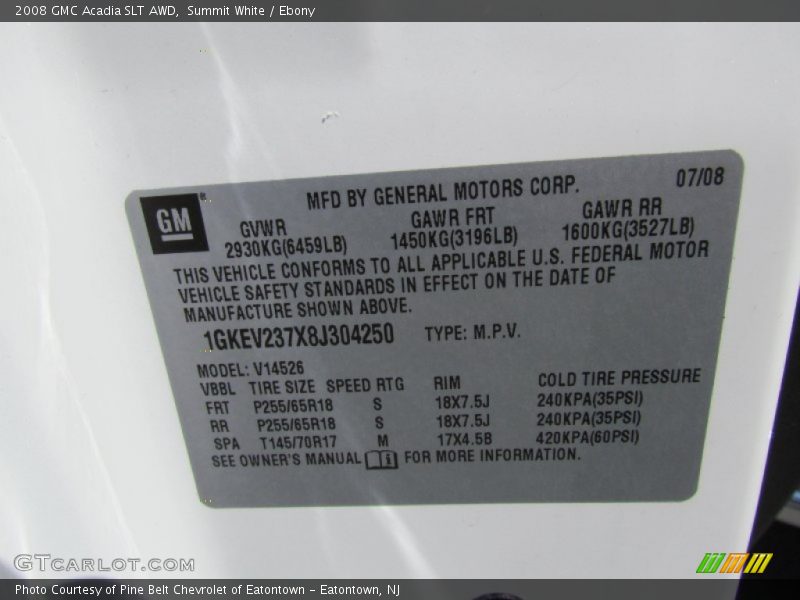 2008 GMC Acadia SLT AWD, Summit White / Ebony
07/08
MFD BY GENERAL MOTORS CORP.
GM
GVWR GAWR FRT GAWR RR
2930KG(6459LB) 1450KG(3196LB) 1600KG(3527LB)
THIS VEHICLE CONFORMS TO ALL APPLICABLE U.S. FEDERAL MOTOR
VEHICLE SAFETY STANDARDS IN EFFECT ON THE DATE OF
MANUFACTURE SHOWN ABOVE.
1GKEV237X8J304250 TYPE: M.P.V.
MODEL: V14526
VBBL TIRE SIZE SPEED RTG RIM COLD TIRE PRESSURE
FRT P255/65R18 S 18X7.5J 240KPA(35PSI)
RR P255/65R18 S 18X7.5J 240KPA(35PSI)
SPA T145/70R17 M 17X4.5B 420KPA(60PSI)
SEE OWNER'S MANUAL FOR MORE INFORMATION.
GTCARLOT.COM
Photo Courtesy of Pine Belt Chevrolet of Eatontown – Eatontown, NJ